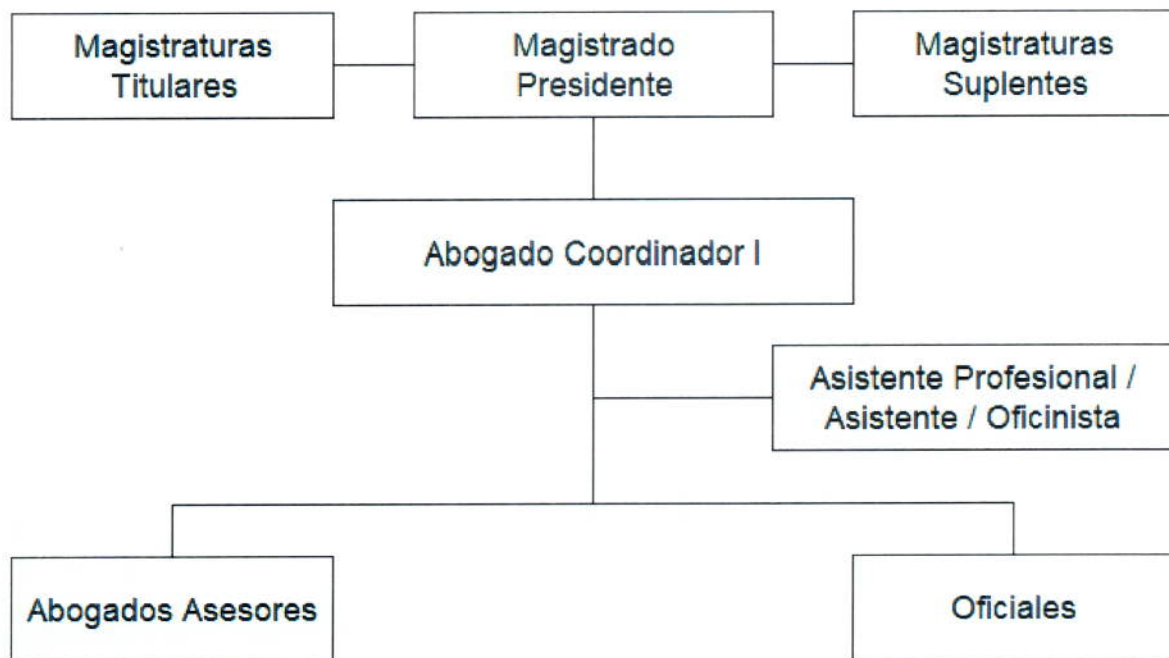 Magistraturas
Titulares
Magistrado
Presidente
Magistraturas
Suplentes
Abogado Coordinador I
Asistente Profesional /
Asistente / Oficinista
Abogados Asesores
Oficiales